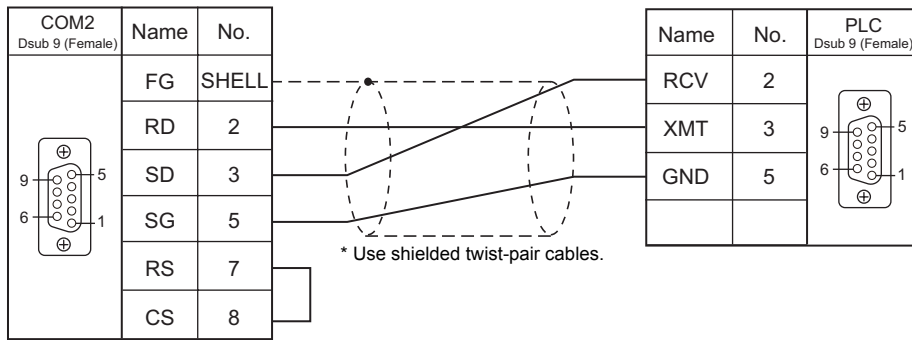 COM2
Dsub 9 (Female)
Name No.
FG SHELL
RD 2
SD 3
SG 5
RS 7
CS 8
9 5
6 1
* Use shielded twist-pair cables.
Name No.
PLC
Dsub 9 (Female)
RCV 2
XMT 3
GND 5
9 5
6 1